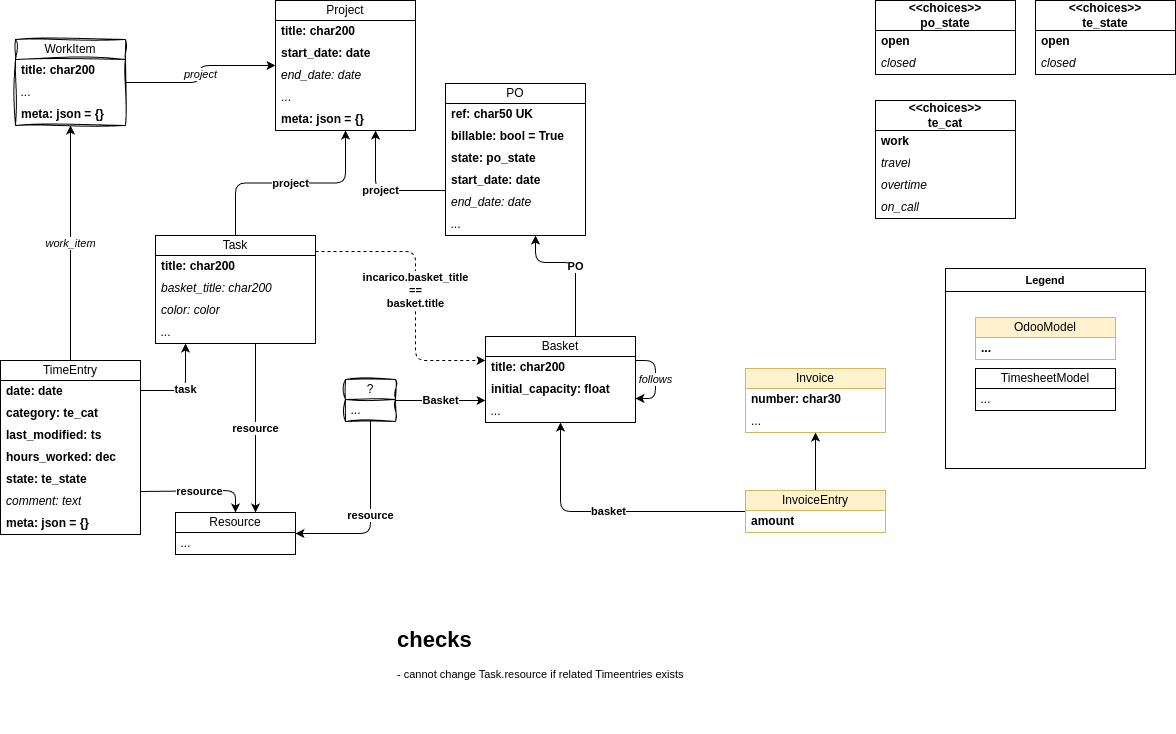 WorkItem
title: char200
...
meta: json = {}
project
Project
title: char200
start_date: date
end_date: date
...
meta: json = {}
PO
ref: char50 UK
billable: bool = True
state: po_state
start_date: date
end_date: date
...
<<choices>>
po_state
open
closed
<<choices>>
te_state
open
closed
<<choices>>
te_cat
work
travel
overtime
on_call
project
project
work_item
Task
title: char200
basket_title: char200
color: color
...
incarico.basket_title
==
basket.title
PO
Legend
OdooModel
...
TimesheetModel
...
TimeEntry
date: date
category: te_cat
last_modified: ts
hours_worked: dec
state: te_state
comment: text
meta: json = {}
task
resource
resource
Resource
...
?
...
Basket
resource
Basket
title: char200
initial_capacity: float
...
follows
Invoice
number: char30
...
InvoiceEntry
amount
basket
checks
- cannot change Task.resource if related Timeentries exists